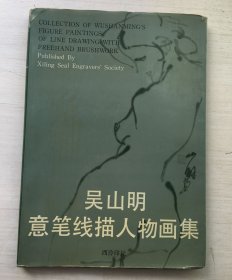 COLLECTION OF WUSHANMING'S
FIGURE PAINTINGS
OF LINE DRAWING WITH
FREEHAND BRUSHWORK
Published By
Xiling Seal Engravers' Society
吴山明
意笔线描人物画集
西泠印社